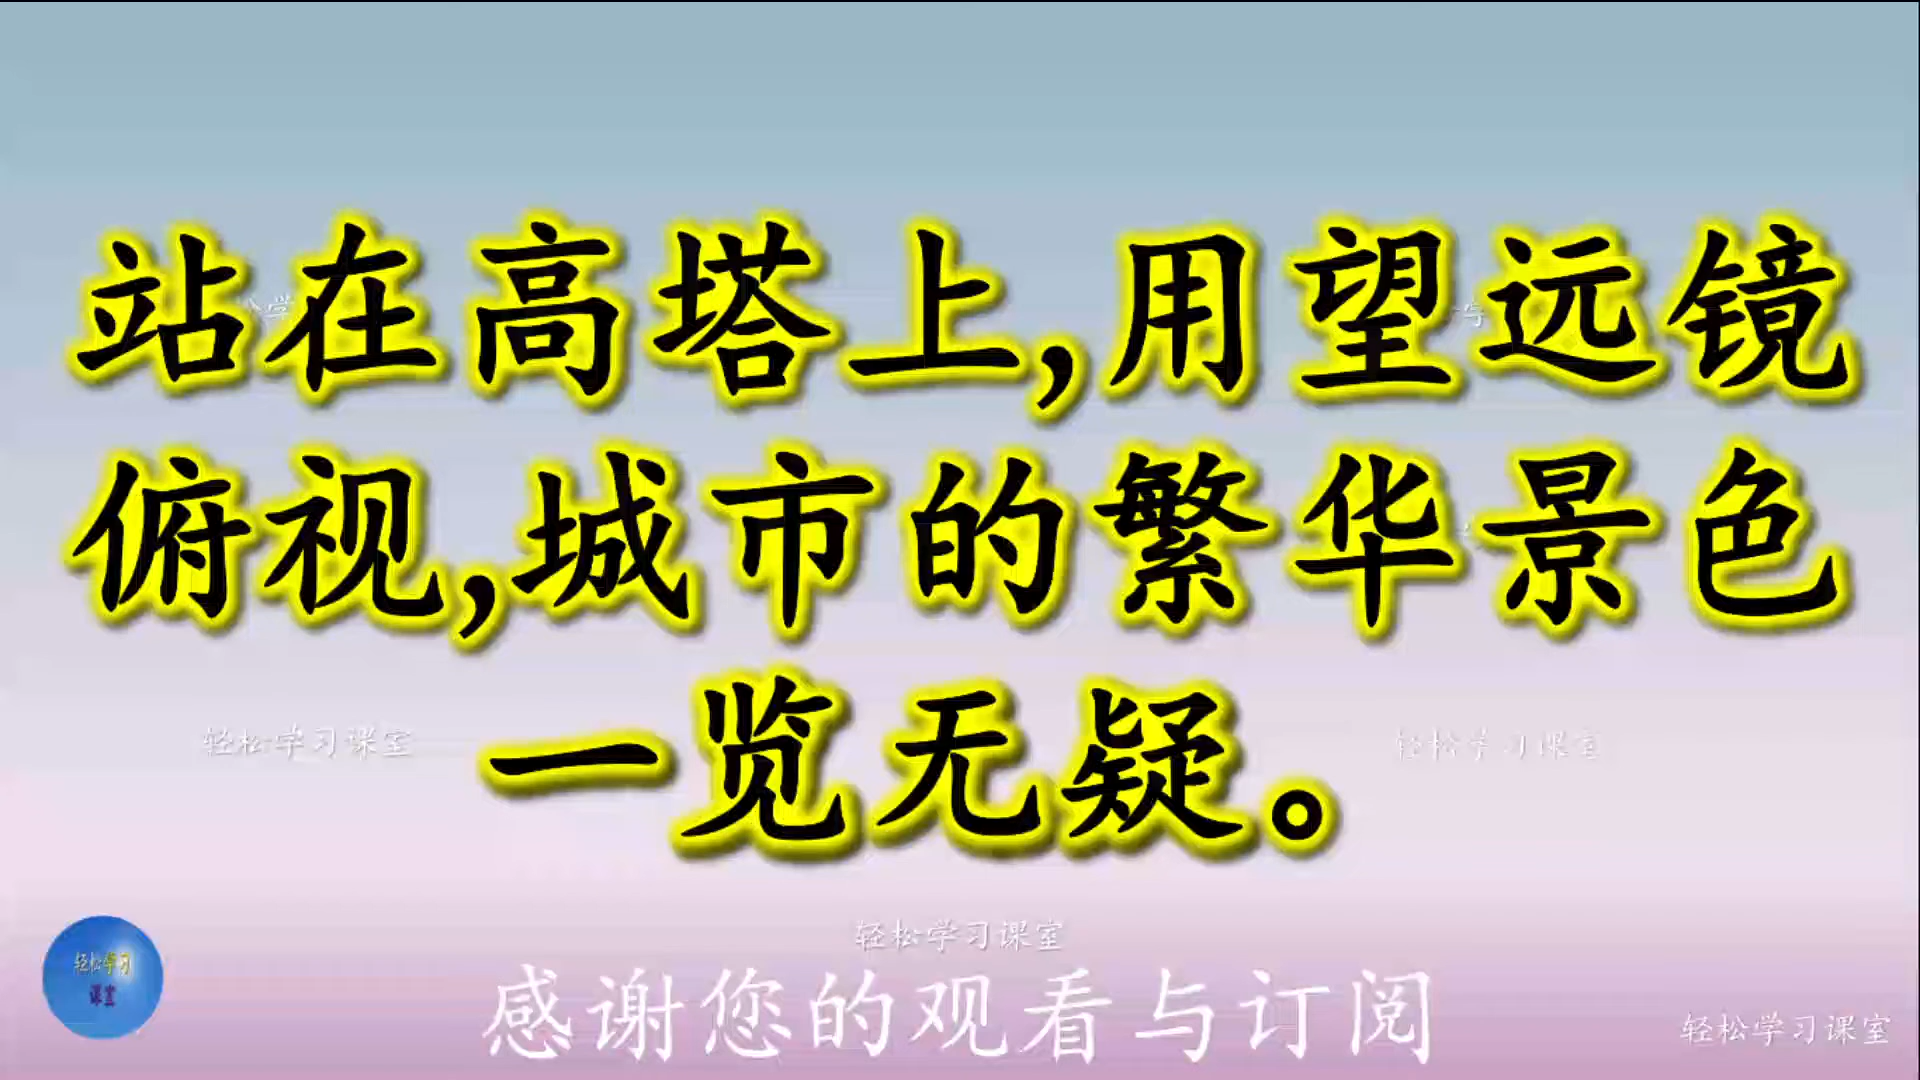 站在高塔上,用望远镜
俯视,城市的繁华景色
一览无疑。
轻松学习课室
轻松学习课室
轻松学习课室
轻松学习
课室
感谢您的观看与订阅
轻松学习课室